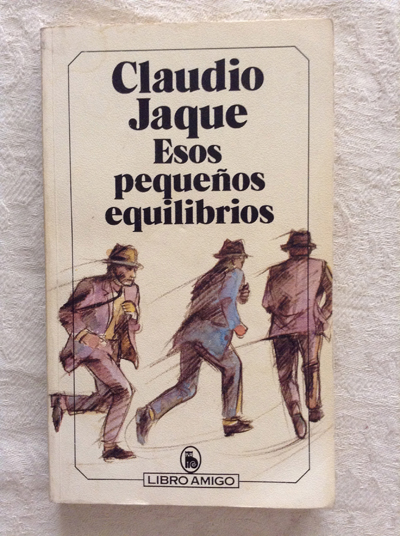 Claudio
Jaque
Esos
pequeños
equilibrios
LIBRO AMIGO